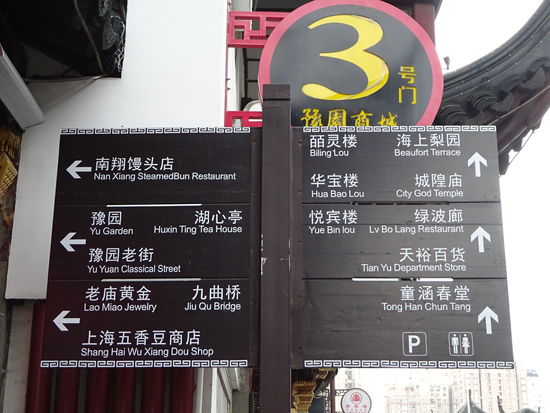 3
号门
豫园商城
南翔馒头店
Nan Xiang SteamedBun Restaurant
豫园 湖心亭
Yu Garden Huxin Ting Tea House
豫园老街
Yu Yuan Classical Street
老庙黄金 九曲桥
Lao Miao Jewelry Jiu Qu Bridge
上海五香豆商店
Shang Hai Wu Xiang Dou Shop
皕灵楼 海上梨园
Biling Lou Beaufort Terrace
华宝楼 城隍庙
Hua Bao Lou City God Temple
悦宾楼 绿波廊
Yue Bin lou Lv Bo Lang Restaurant
天裕百货
Tian Yu Department Store
童涵春堂
Tong Han Chun Tang
P